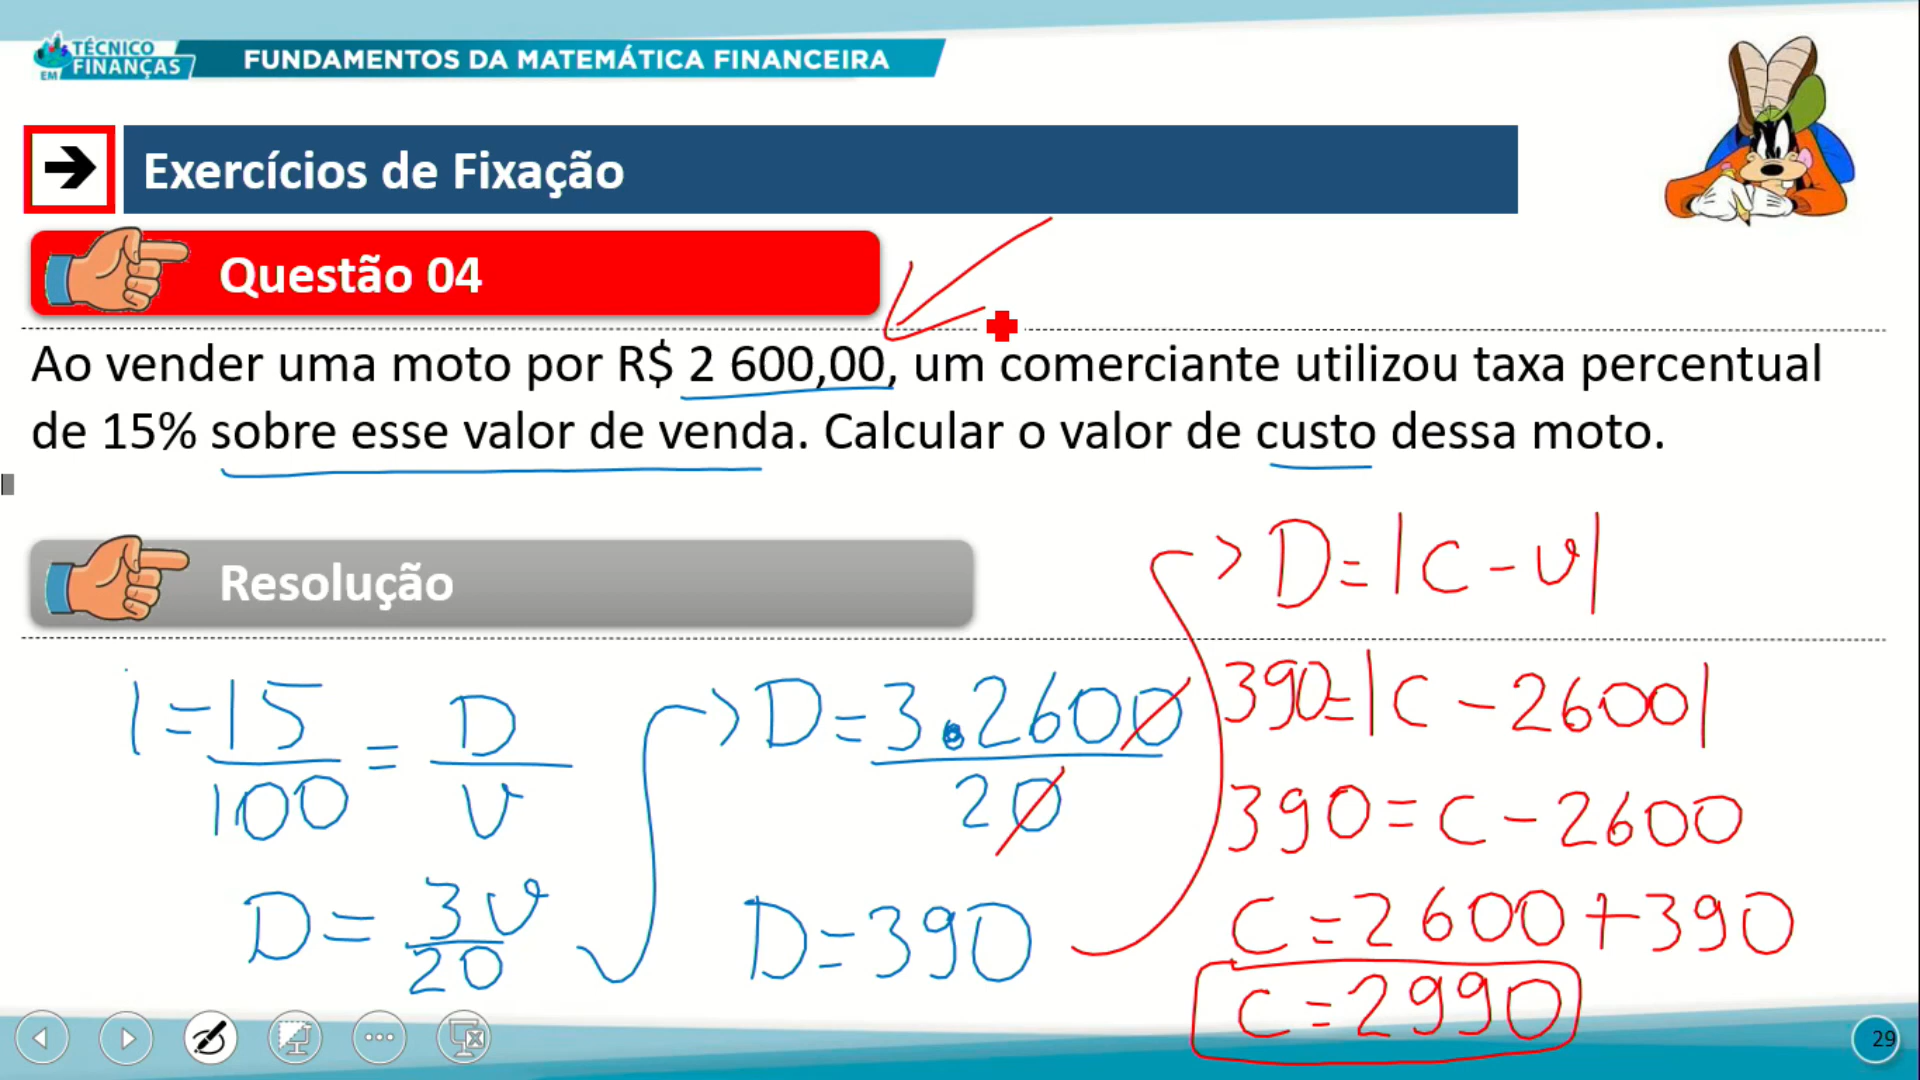 TÉCNICO
EM FINANÇAS
FUNDAMENTOS DA MATEMÁTICA FINANCEIRA
Exercícios de Fixação
Questão 04
Ao vender uma moto por R$ 2 600,00, um comerciante utilizou taxa percentual
de 15% sobre esse valor de venda. Calcular o valor de custo dessa moto.
Resolução
i = 15/100 = D/v
D = 3v/20
D = 3.2600/20
D = 390
D = |C - v|
390 = |C - 2600|
390 = C - 2600
C = 2600 + 390
C = 2990
29